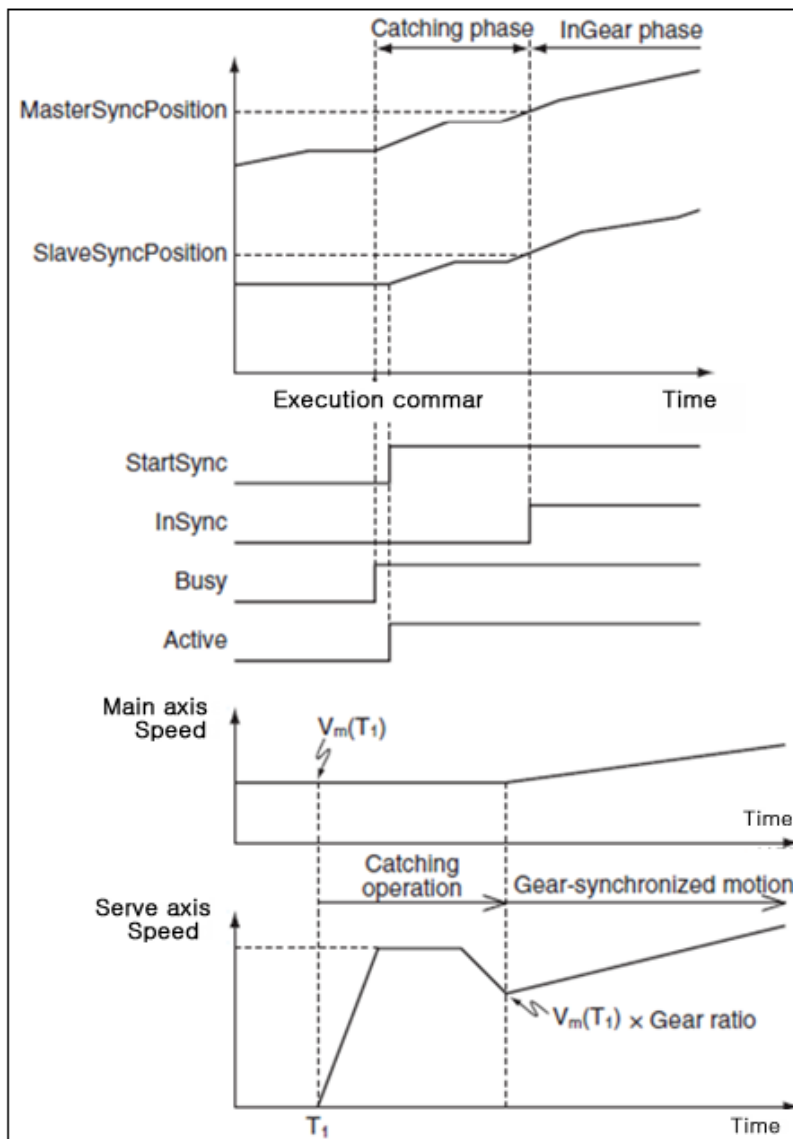 Catching phase InGear phase
MasterSyncPosition
SlaveSyncPosition
Execution commar Time
StartSync
InSync
Busy
Active
Main axis
Speed
Vm(T1)
Time
Catching
operation
Gear-synchronized motion
Serve axis
Speed
Vm(T1) × Gear ratio
T1
Time